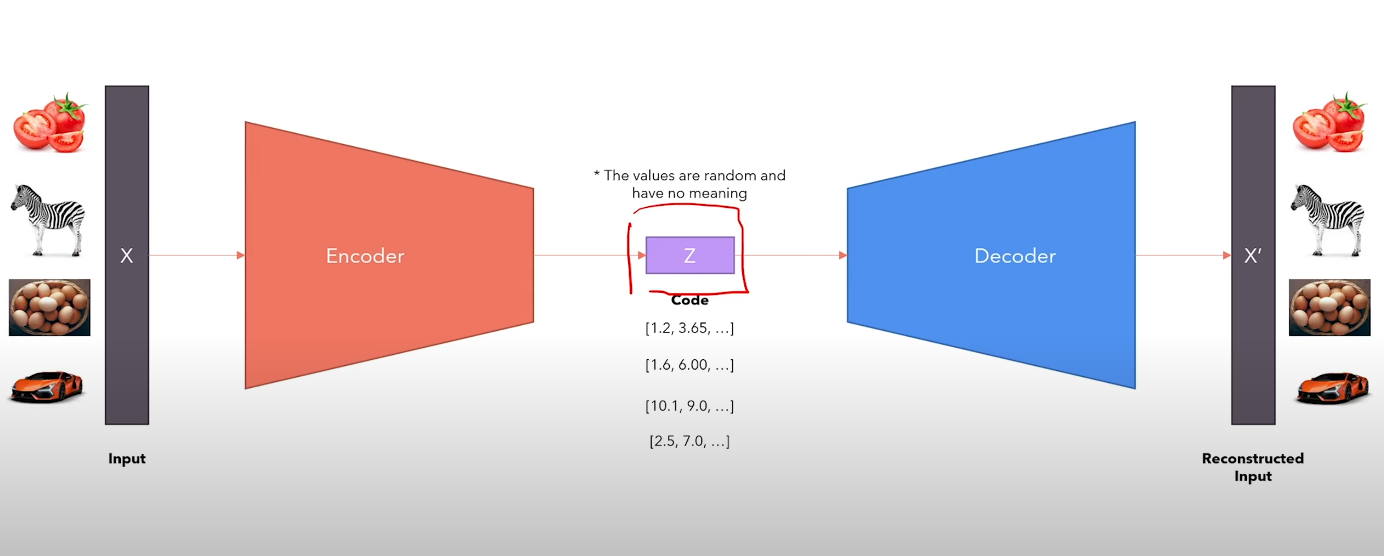 * The values are random and
have no meaning
X
Encoder
Z
Decoder
X’
Code
[1.2, 3.65, …]
[1.6, 6.00, …]
[10.1, 9.0, …]
[2.5, 7.0, …]
Input
Reconstructed
Input